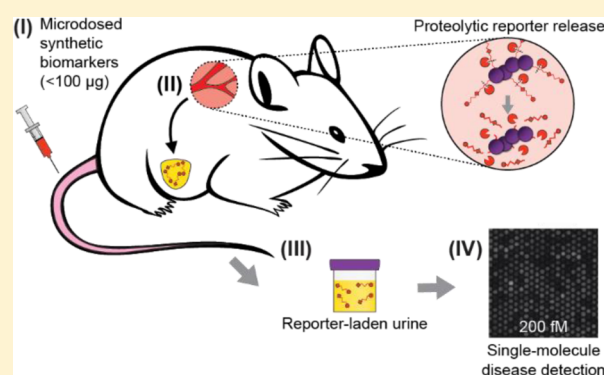 (I) Microdosed
synthetic
biomarkers
(<100 µg)
(II)
Proteolytic reporter release
(III)
Reporter-laden urine
(IV)
200 fM
Single-molecule
disease detection